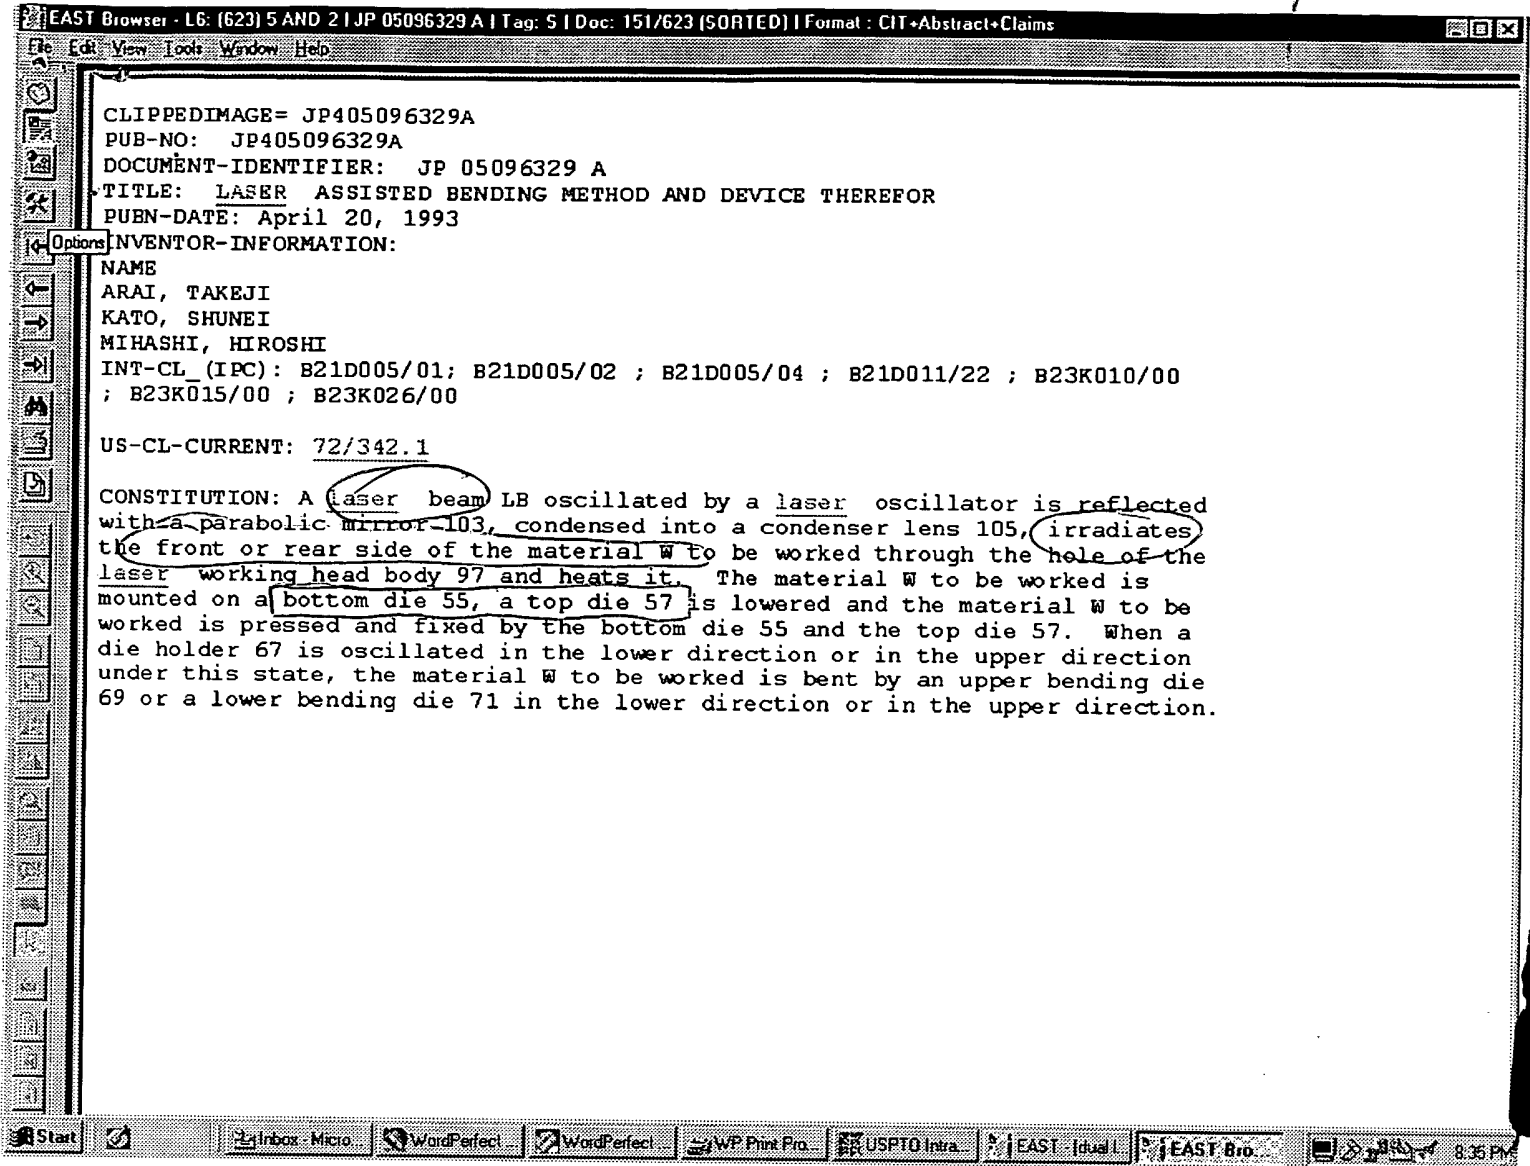 EAST Browser - L6: (623) 5 AND 2 | JP 05096329 A | Tag: S | Doc: 151/623 (SORTED) | Format : CIT+Abstract+Claims
File Edit View Tools Window Help
CLIPPEDIMAGE= JP405096329A
PUB-NO: JP405096329A
DOCUMENT-IDENTIFIER: JP 05096329 A
TITLE: LASER ASSISTED BENDING METHOD AND DEVICE THEREFOR
PUBN-DATE: April 20, 1993
Options
INVENTOR-INFORMATION:
NAME
ARAI, TAKEJI
KATO, SHUNEI
MIHASHI, HIROSHI
INT-CL_(IPC): B21D005/01; B21D005/02 ; B21D005/04 ; B21D011/22 ; B23K010/00
; B23K015/00 ; B23K026/00
US-CL-CURRENT: 72/342.1
CONSTITUTION: A laser beam LB oscillated by a laser oscillator is reflected
with a parabolic mirror 103, condensed into a condenser lens 105, irradiates
the front or rear side of the material W to be worked through the hole of the
laser working head body 97 and heats it. The material W to be worked is
mounted on a bottom die 55, a top die 57 is lowered and the material W to be
worked is pressed and fixed by the bottom die 55 and the top die 57. When a
die holder 67 is oscillated in the lower direction or in the upper direction
under this state, the material W to be worked is bent by an upper bending die
69 or a lower bending die 71 in the lower direction or in the upper direction.
Start Inbox - Micro... WordPerfect ... WordPerfect ... WP Print Pro... USPTO Intra... EAST - [dual I... EAST Bro... 8:35 PM